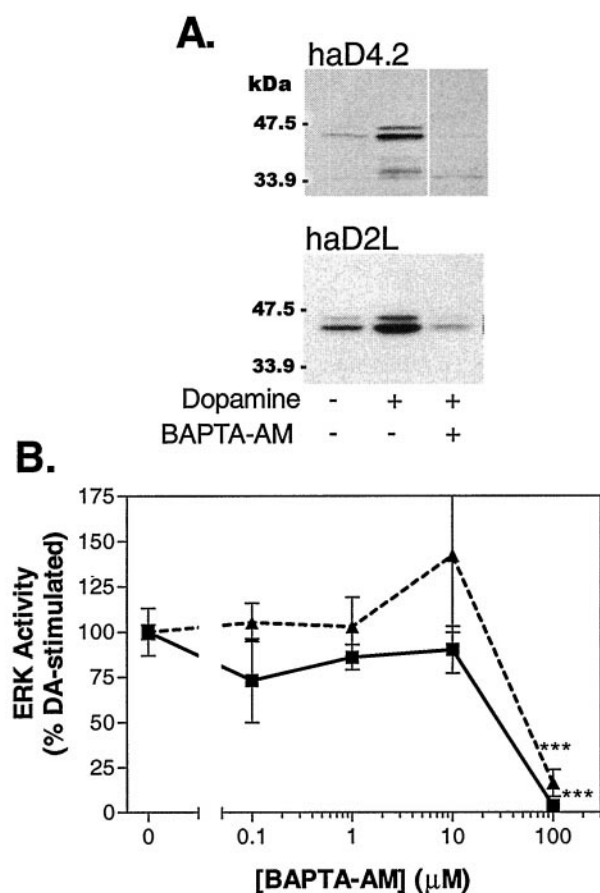 A.
haD4.2
kDa
47.5 -
33.9 -
haD2L
47.5 -
33.9 -
Dopamine - + +
BAPTA-AM - - +
B.
ERK Activity
(% DA-stimulated)
175
150
125
100
75
50
25
0
***
***
0 0.1 1 10 100
[BAPTA-AM] (μM)